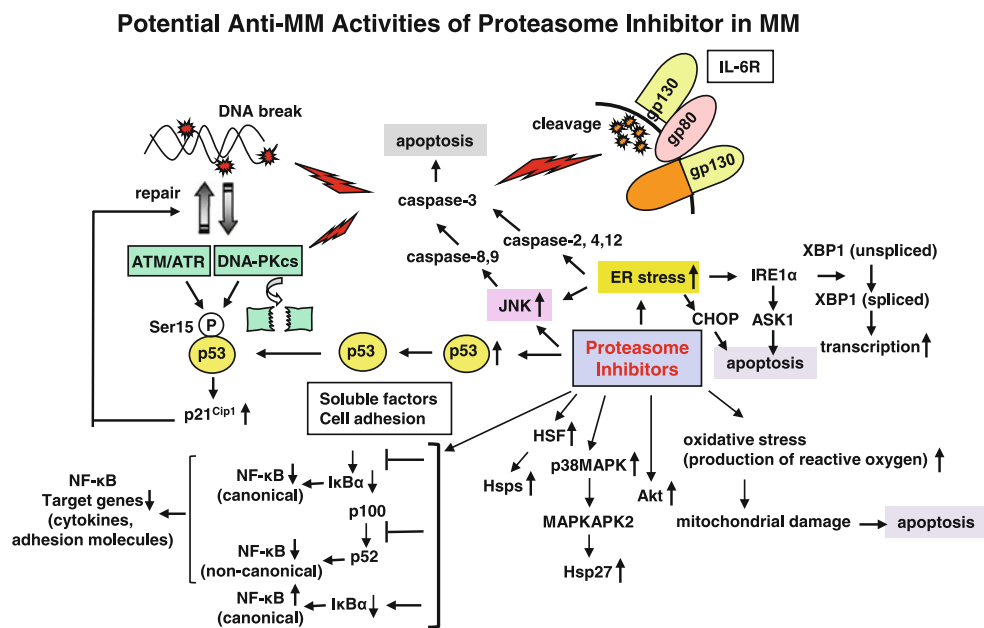 Potential Anti-MM Activities of Proteasome Inhibitor in MM
DNA break
repair
ATM/ATR
DNA-PKcs
Ser15
P
p53
p53
p53
p21Cip1
apoptosis
caspase-3
caspase-8,9
caspase-2, 4,12
cleavage
IL-6R
gp130
gp80
gp130
JNK
ER stress
IRE1α
XBP1 (unspliced)
XBP1 (spliced)
transcription
CHOP
ASK1
apoptosis
Proteasome
Inhibitors
Soluble factors
Cell adhesion
NF-κB
Target genes
(cytokines,
adhesion molecules)
NF-κB
(canonical)
IκBα
p100
p52
NF-κB
(non-canonical)
NF-κB
(canonical)
IκBα
HSF
Hsps
p38MAPK
MAPKAPK2
Hsp27
Akt
oxidative stress
(production of reactive oxygen)
mitochondrial damage
apoptosis